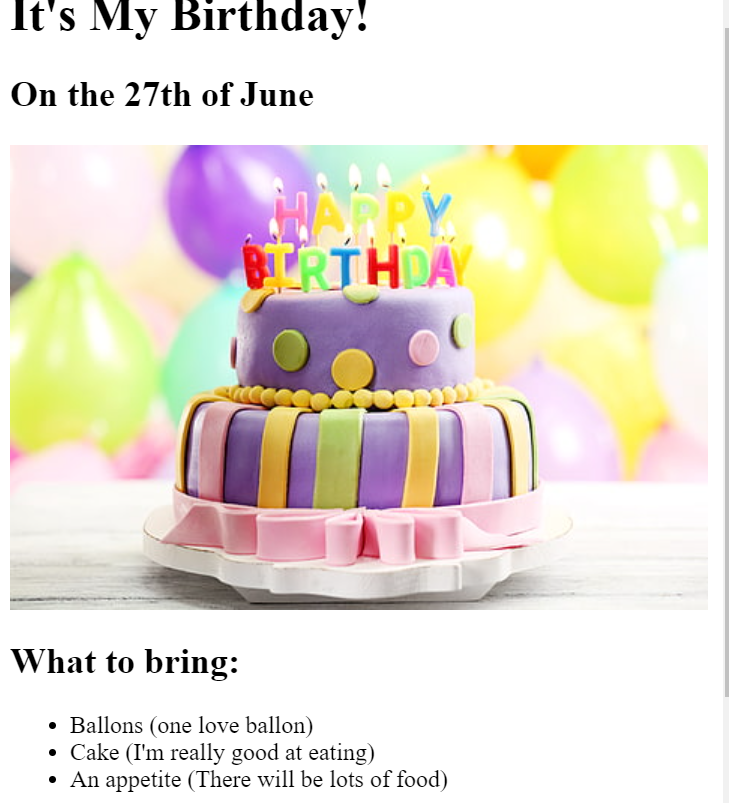 It's My Birthday!
On the 27th of June
HAPPY
BIRTHDAY
What to bring:
Ballons (one love ballon)
Cake (I'm really good at eating)
An appetite (There will be lots of food)